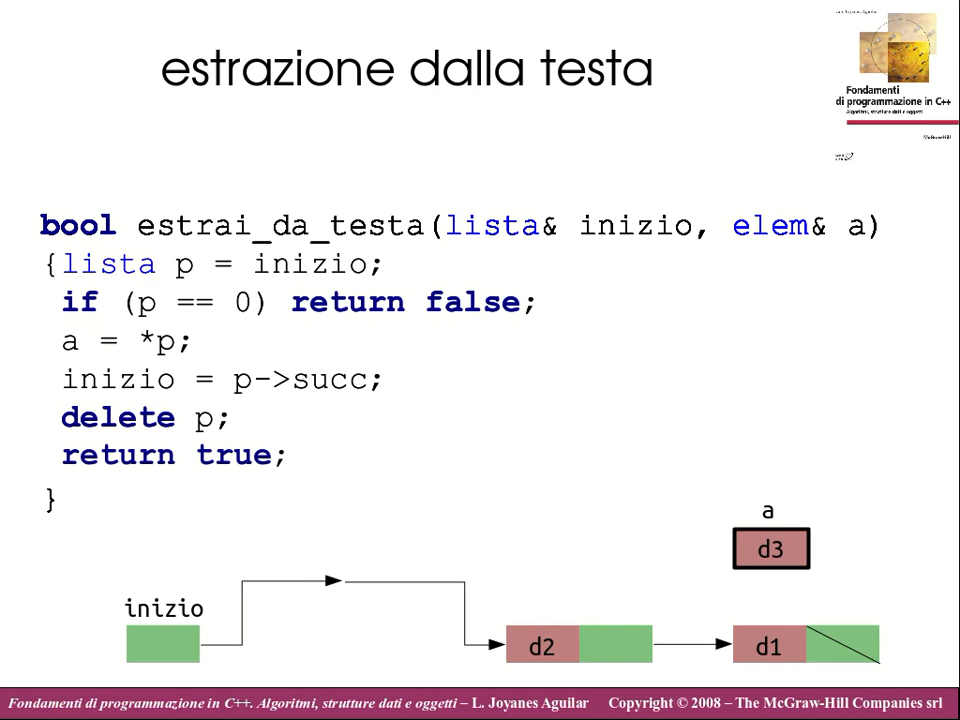 estrazione dalla testa
Fondamenti
di programmazione in C++
Algoritmi, strutture dati e oggetti
McGraw-Hill
bool estrai_da_testa(lista& inizio, elem& a)
{lista p = inizio;
if (p == 0) return false;
a = *p;
inizio = p->succ;
delete p;
return true;
}
a
d3
inizio
d2
d1
Fondamenti di programmazione in C++. Algoritmi, strutture dati e oggetti – L. Joyanes Aguilar Copyright © 2008 – The McGraw-Hill Companies srl